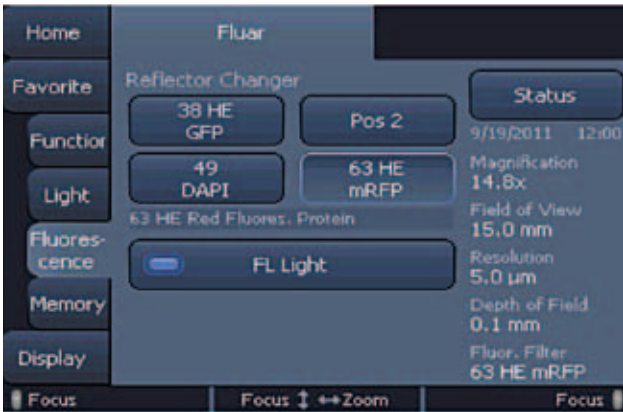 Home
Fluar
Favorite
Function
Light
Fluores-
cence
Memory
Display
Reflector Changer
38 HE
GFP
Pos 2
49
DAPI
63 HE
mRFP
63 HE Red Fluores. Protein
FL Light
Status
9/19/2011 12:00
Magnification
14.8x
Field of View
15.0 mm
Resolution
5.0 µm
Depth of Field
0.1 mm
Fluor. Filter
63 HE mRFP
Focus
Focus ↕ ↔Zoom
Focus